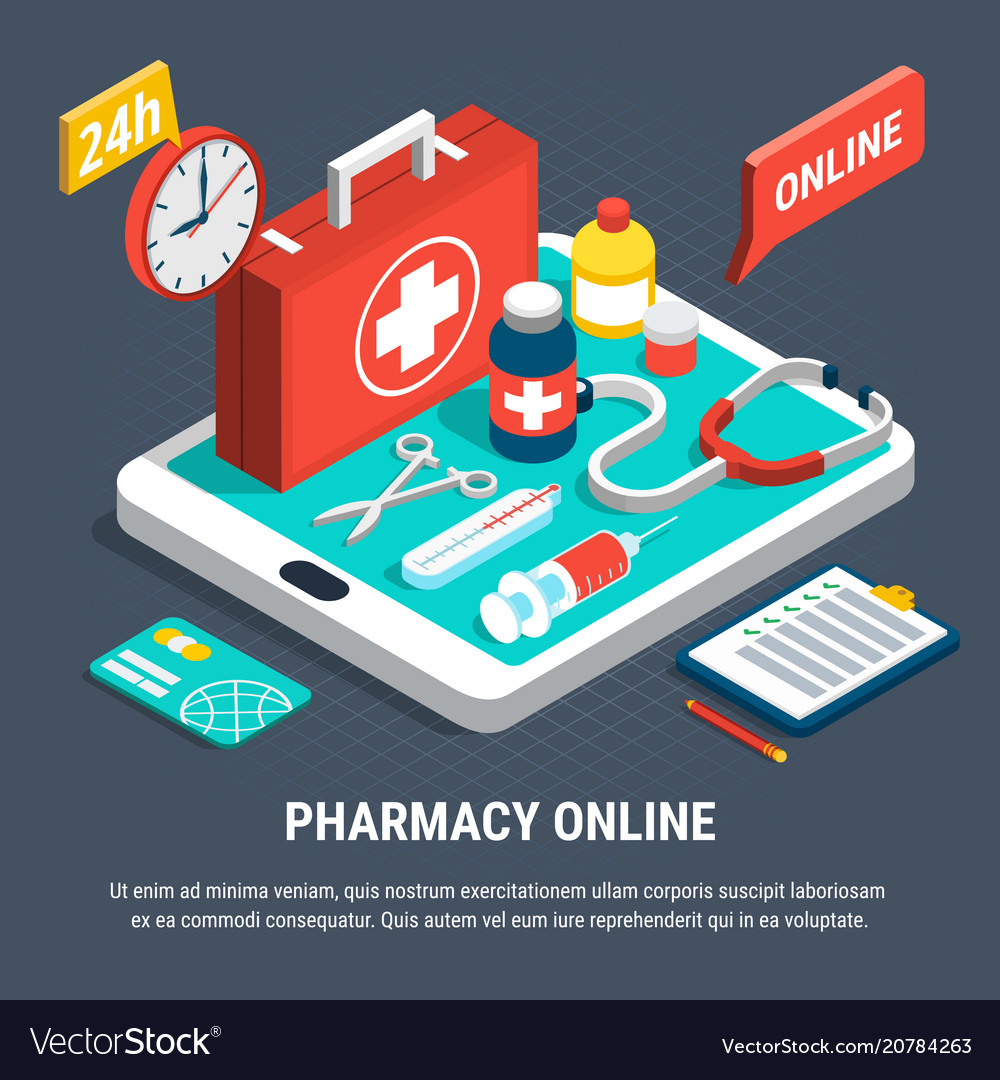 24h
ONLINE
PHARMACY ONLINE
Ut enim ad minima veniam, quis nostrum exercitationem ullam corporis suscipit laboriosam
ex ea commodi consequatur. Quis autem vel eum iure reprehenderit qui in ea voluptate.
VectorStock®
VectorStock.com/20784263